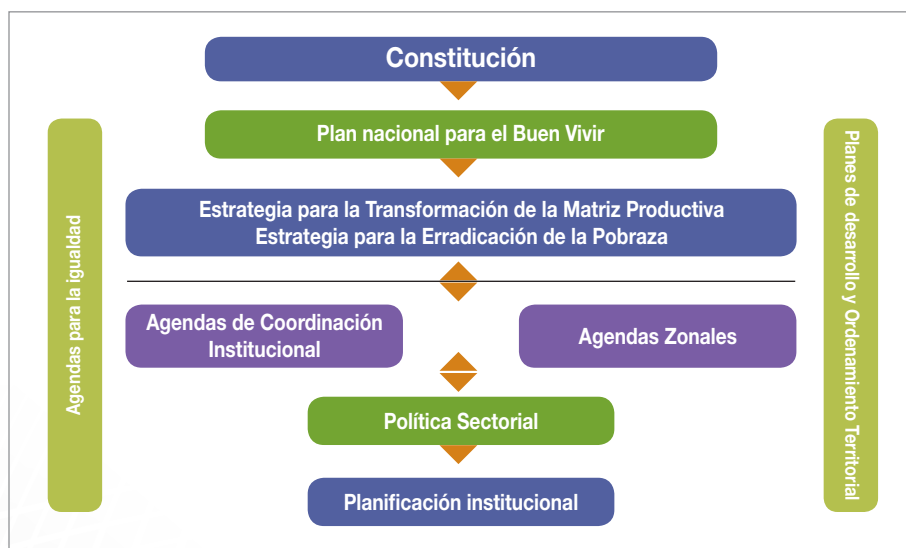 Constitución
Plan nacional para el Buen Vivir
Agendas para la igualdad
Estrategia para la Transformación de la Matriz Productiva
Estrategia para la Erradicación de la Pobraza
Agendas de Coordinación
Institucional
Agendas Zonales
Política Sectorial
Planificación institucional
Planes de desarrollo y Ordenamiento Territorial